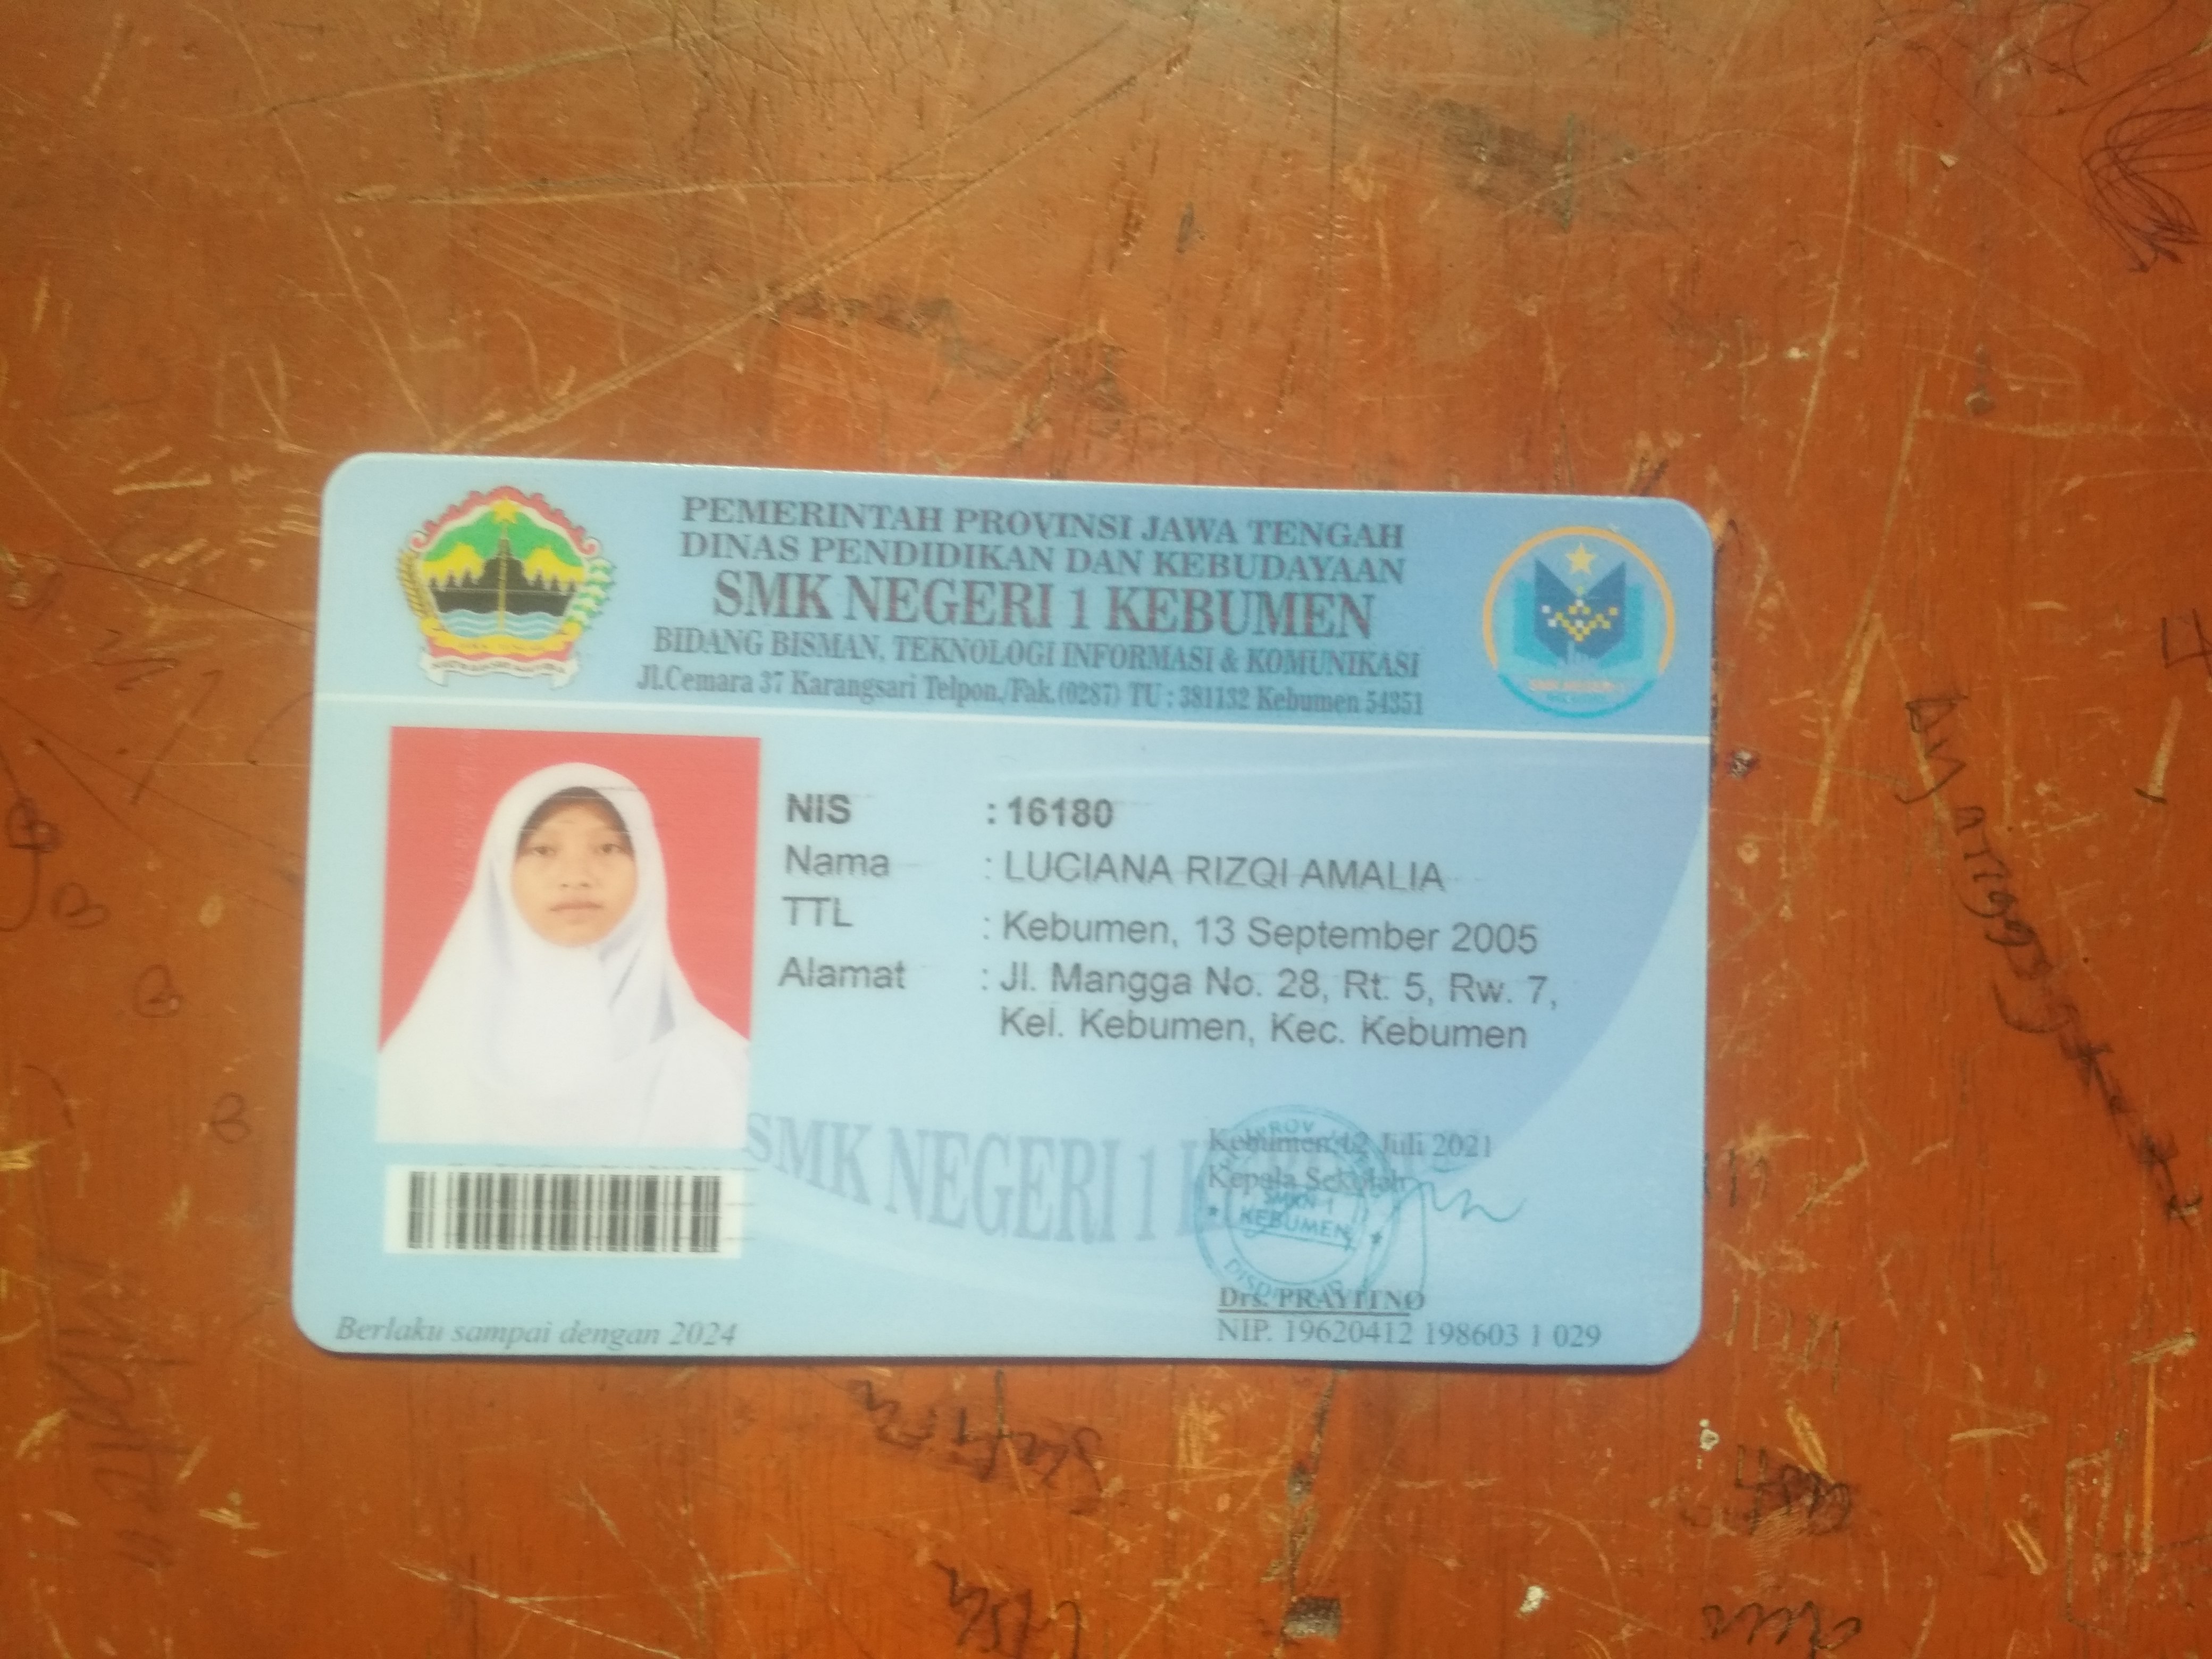 PEMERINTAH PROVINSI JAWA TENGAH
DINAS PENDIDIKAN DAN KEBUDAYAAN
SMK NEGERI 1 KEBUMEN
BIDANG BISMAN, TEKNOLOGI INFORMASI & KOMUNIKASI
Jl.Cemara 37 Karangsari Telpon./Fak.(0287) TU : 381132 Kebumen 54351
NIS : 16180
Nama : LUCIANA RIZQI AMALIA
TTL : Kebumen, 13 September 2005
Alamat : Jl. Mangga No. 28, Rt. 5, Rw. 7,
Kel. Kebumen, Kec. Kebumen
SMK NEGERI 1
Kebumen, 12 Juli 2021
Kepala Sekolah
SMKN 1
KEBUMEN
Drs. PRAYITNO
NIP. 19620412 198603 1 029
Berlaku sampai dengan 2024